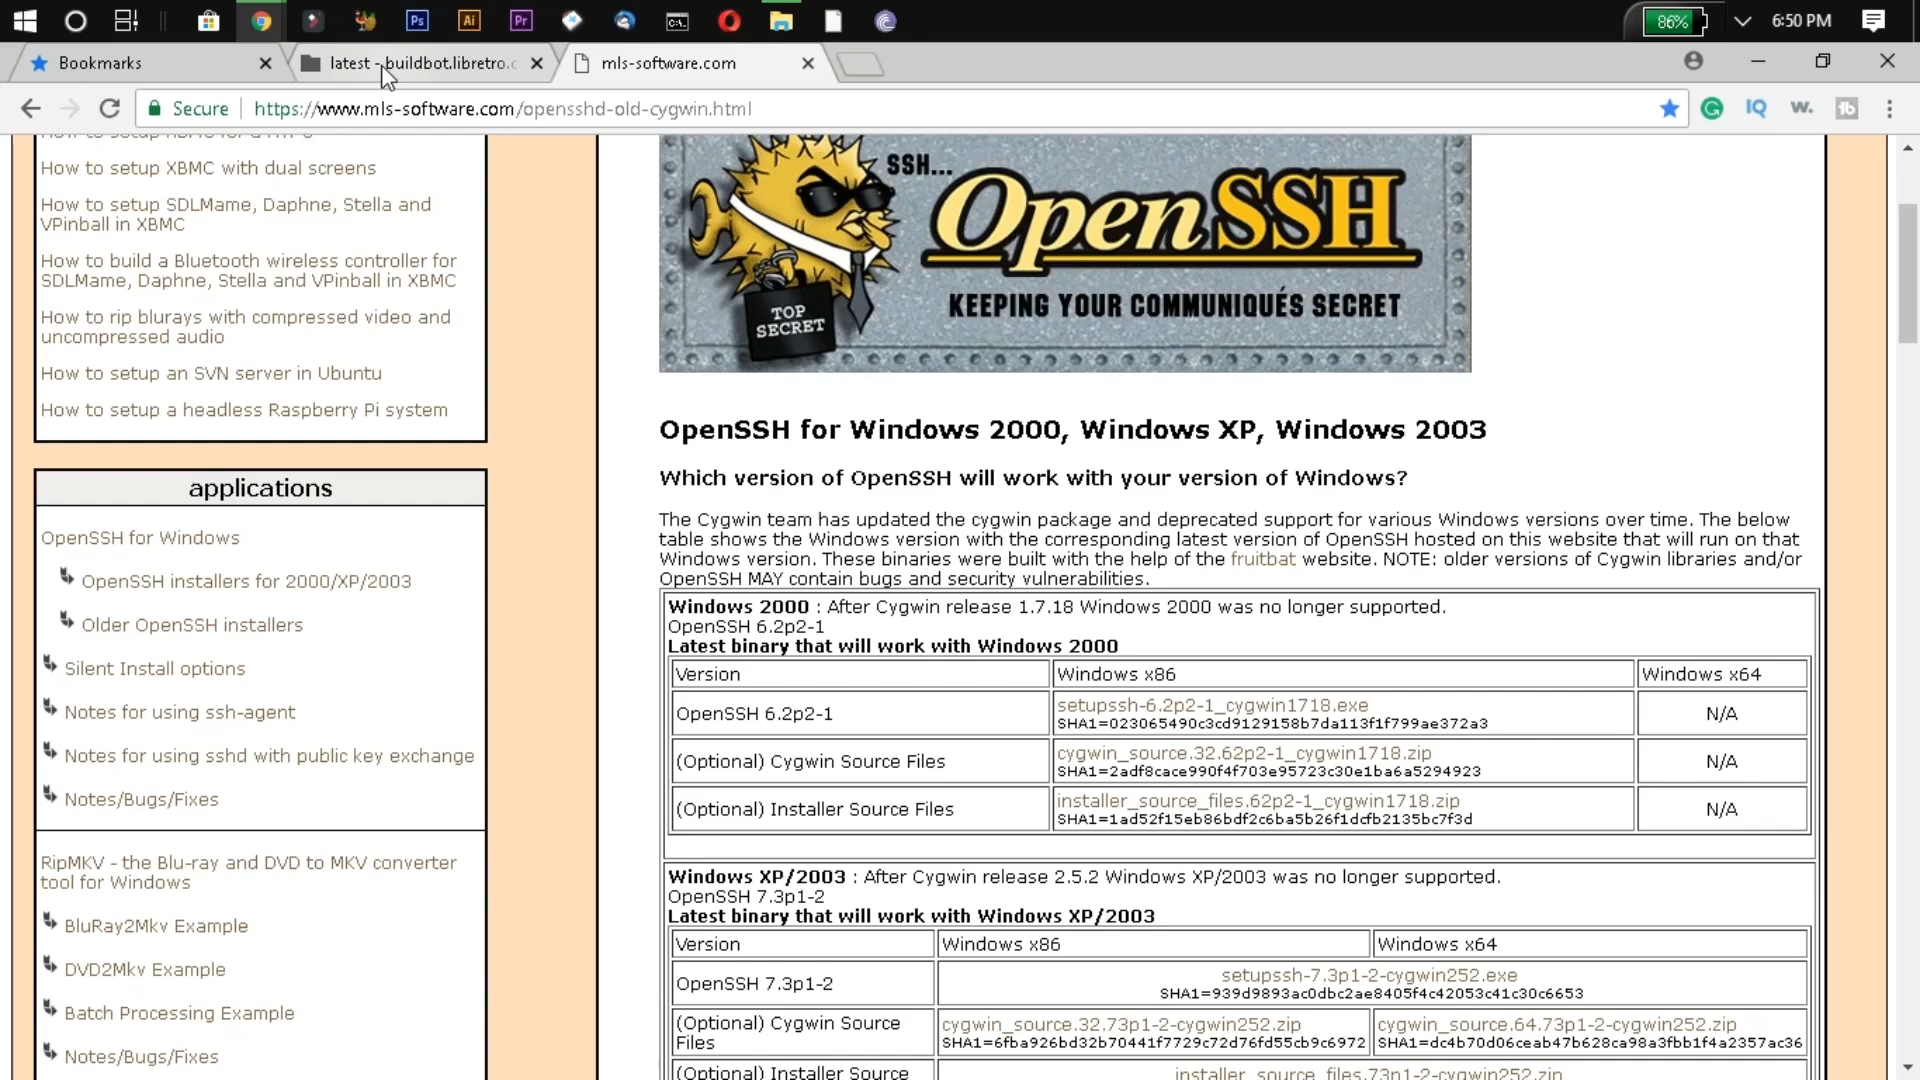 Ps
Ai
Pr
C:\.
86%
6:50 PM
Bookmarks
latest - buildbot.libretro.c
mls-software.com
Secure
https://www.mls-software.com/opensshd-old-cygwin.html
IQ
w.
How to setup XBMC with dual screens
How to setup SDLMame, Daphne, Stella and
VPinball in XBMC
How to build a Bluetooth wireless controller for
SDLMame, Daphne, Stella and VPinball in XBMC
How to rip blurays with compressed video and
uncompressed audio
How to setup an SVN server in Ubuntu
How to setup a headless Raspberry Pi system
applications
OpenSSH for Windows
OpenSSH installers for 2000/XP/2003
Older OpenSSH installers
Silent Install options
Notes for using ssh-agent
Notes for using sshd with public key exchange
Notes/Bugs/Fixes
RipMKV - the Blu-ray and DVD to MKV converter
tool for Windows
BluRay2Mkv Example
DVD2Mkv Example
Batch Processing Example
Notes/Bugs/Fixes
SSH...
OpenSSH
KEEPING YOUR COMMUNIQUÉS SECRET
TOP
SECRET
OpenSSH for Windows 2000, Windows XP, Windows 2003
Which version of OpenSSH will work with your version of Windows?
The Cygwin team has updated the cygwin package and deprecated support for various Windows versions over time. The below
table shows the Windows version with the corresponding latest version of OpenSSH hosted on this website that will run on that
Windows version. These binaries were built with the help of the fruitbat website. NOTE: older versions of Cygwin libraries and/or
OpenSSH MAY contain bugs and security vulnerabilities.
Windows 2000 : After Cygwin release 1.7.18 Windows 2000 was no longer supported.
OpenSSH 6.2p2-1
Latest binary that will work with Windows 2000
Version Windows x86 Windows x64
OpenSSH 6.2p2-1 setupssh-6.2p2-1_cygwin1718.exe N/A
SHA1=023065490c3cd9129158b7da113f1f799ae372a3
(Optional) Cygwin Source Files cygwin_source.32.62p2-1_cygwin1718.zip N/A
SHA1=2adf8cace990f4f703e95723c30e1ba6a5294923
(Optional) Installer Source Files installer_source_files.62p2-1_cygwin1718.zip N/A
SHA1=1ad52f15eb86bdf2c6ba5b26f1dcfb2135bc7f3d
Windows XP/2003 : After Cygwin release 2.5.2 Windows XP/2003 was no longer supported.
OpenSSH 7.3p1-2
Latest binary that will work with Windows XP/2003
Version Windows x86 Windows x64
OpenSSH 7.3p1-2 setupssh-7.3p1-2-cygwin252.exe
SHA1=939d9893ac0dbc2ae8405f4c42053c41c30c6653
(Optional) Cygwin Source
Files
cygwin_source.32.73p1-2-cygwin252.zip cygwin_source.64.73p1-2-cygwin252.zip
SHA1=6fba926bd32b70441f7729c72d76fd55cb9c6972 SHA1=dc4b70d06ceab47b628ca98a3fbb1f4a2357ac36
(Optional) Installer Source installer_source_files.73p1-2-cygwin252.zip